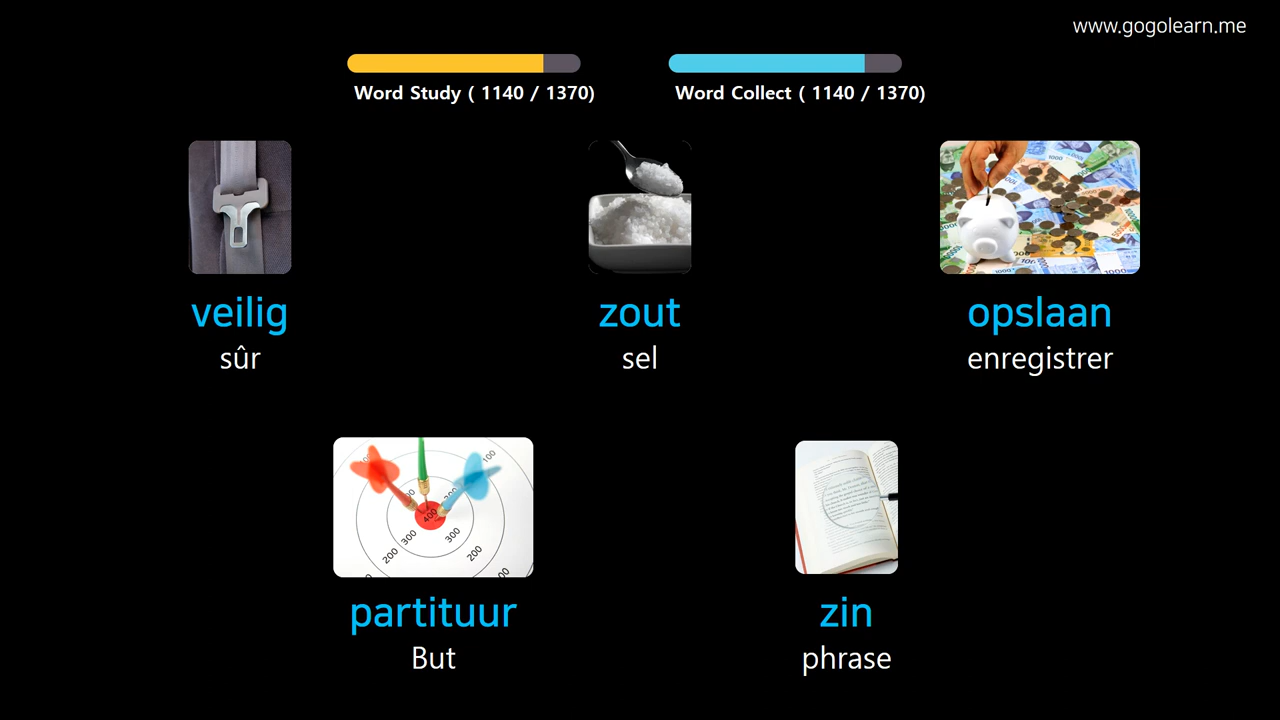 www.gogolearn.me
Word Study ( 1140 / 1370)
Word Collect ( 1140 / 1370)
veilig
sûr
zout
sel
opslaan
enregistrer
partituur
But
zin
phrase